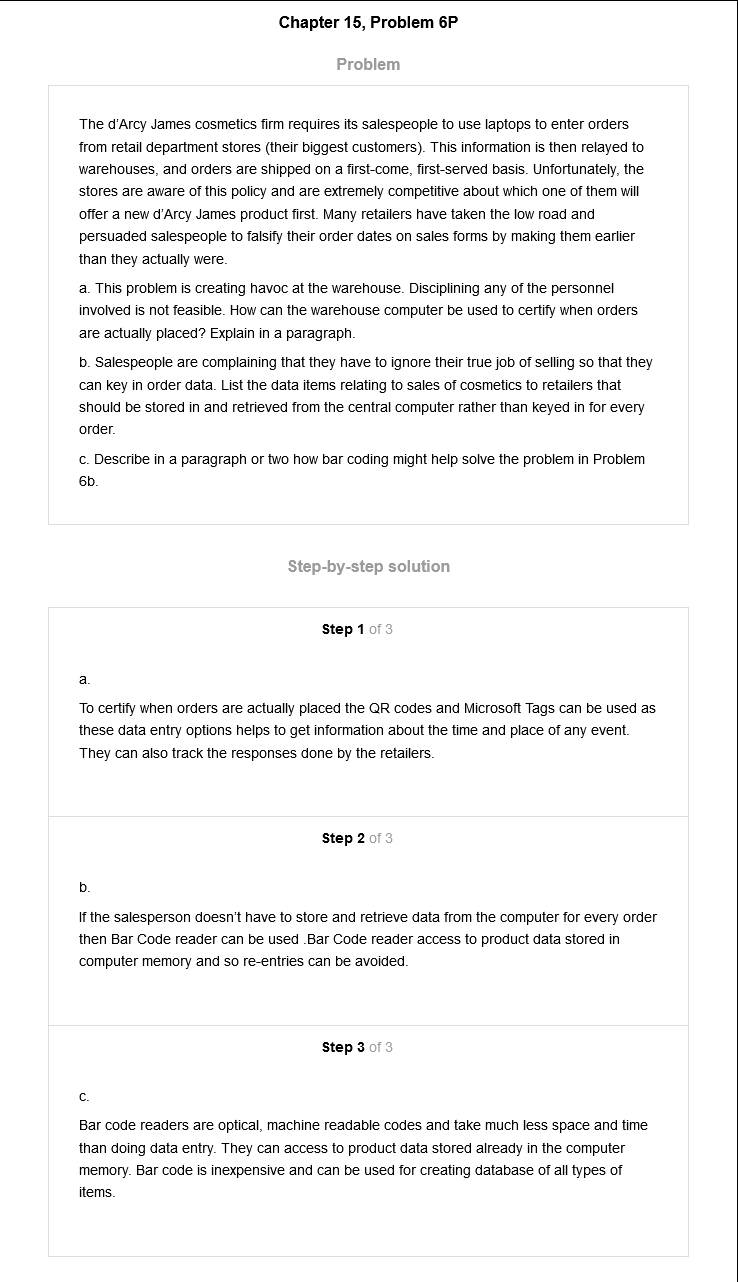 Chapter 15, Problem 6P
Problem
The d'Arcy James cosmetics firm requires its salespeople to use laptops to enter orders
from retail department stores (their biggest customers). This information is then relayed to
warehouses, and orders are shipped on a first-come, first-served basis. Unfortunately, the
stores are aware of this policy and are extremely competitive about which one of them will
offer a new d'Arcy James product first. Many retailers have taken the low road and
persuaded salespeople to falsify their order dates on sales forms by making them earlier
than they actually were.
a. This problem is creating havoc at the warehouse. Disciplining any of the personnel
involved is not feasible. How can the warehouse computer be used to certify when orders
are actually placed? Explain in a paragraph.
b. Salespeople are complaining that they have to ignore their true job of selling so that they
can key in order data. List the data items relating to sales of cosmetics to retailers that
should be stored in and retrieved from the central computer rather than keyed in for every
order.
c. Describe in a paragraph or two how bar coding might help solve the problem in Problem
6b.
Step-by-step solution
Step 1 of 3
a.
To certify when orders are actually placed the QR codes and Microsoft Tags can be used as
these data entry options helps to get information about the time and place of any event.
They can also track the responses done by the retailers.
Step 2 of 3
b.
If the salesperson doesn't have to store and retrieve data from the computer for every order
then Bar Code reader can be used .Bar Code reader access to product data stored in
computer memory and so re-entries can be avoided.
Step 3 of 3
c.
Bar code readers are optical, machine readable codes and take much less space and time
than doing data entry. They can access to product data stored already in the computer
memory. Bar code is inexpensive and can be used for creating database of all types of
items.